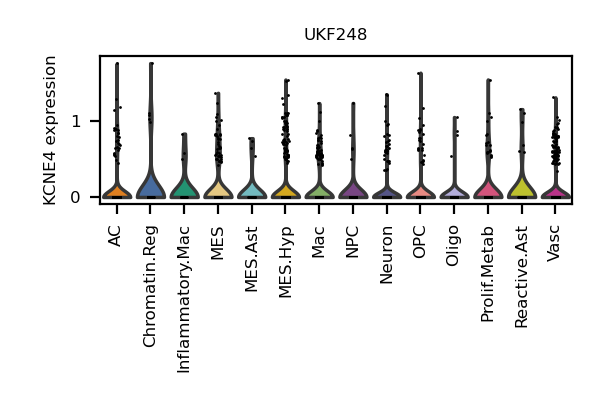 UKF248
KCNE4 expression
1
0
AC
Chromatin.Reg
Inflammatory.Mac
MES
MES.Ast
MES.Hyp
Mac
NPC
Neuron
OPC
Oligo
Prolif.Metab
Reactive.Ast
Vasc